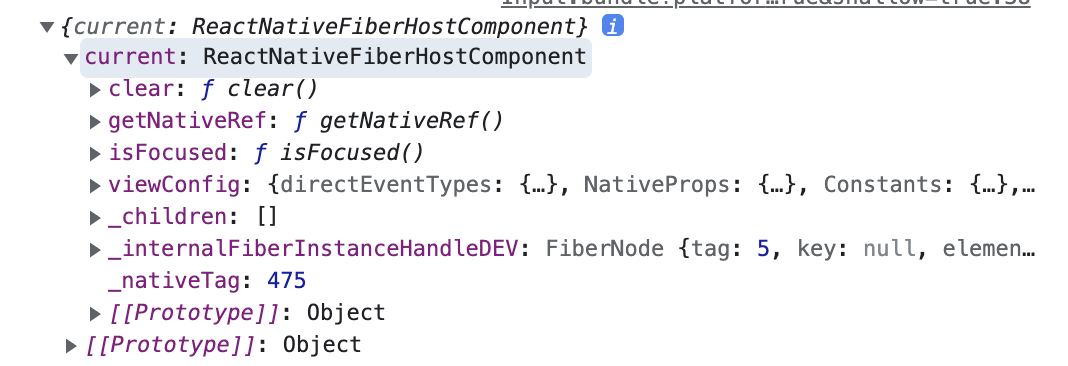 ▼{current: ReactNativeFiberHostComponent} i
▼current: ReactNativeFiberHostComponent
▶clear: ƒ clear()
▶getNativeRef: ƒ getNativeRef()
▶isFocused: ƒ isFocused()
▶viewConfig: {directEventTypes: {…}, NativeProps: {…}, Constants: {…},…
▶_children: []
▶_internalFiberInstanceHandleDEV: FiberNode {tag: 5, key: null, elemen…
_nativeTag: 475
▶[[Prototype]]: Object
▶[[Prototype]]: Object